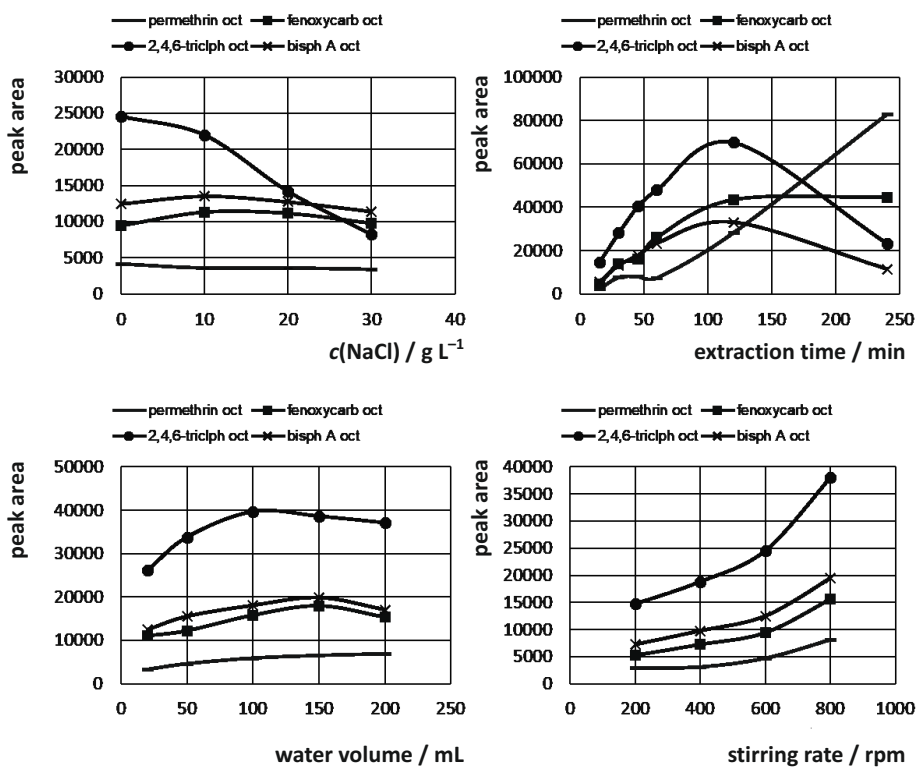 permethrin oct fenoxycarb oct
2,4,6-triclph oct bisph A oct
peak area
30000
25000
20000
15000
10000
5000
0
0 10 20 30 40
c(NaCl) / g L⁻¹
permethrin oct fenoxycarb oct
2,4,6-triclph oct bisph A oct
peak area
100000
80000
60000
40000
20000
0
0 50 100 150 200 250
extraction time / min
permethrin oct fenoxycarb oct
2,4,6-triclph oct bisph A oct
peak area
50000
40000
30000
20000
10000
0
0 50 100 150 200 250
water volume / mL
permethrin oct fenoxycarb oct
2,4,6-triclph oct bisph A oct
peak area
40000
35000
30000
25000
20000
15000
10000
5000
0
0 200 400 600 800 1000
stirring rate / rpm